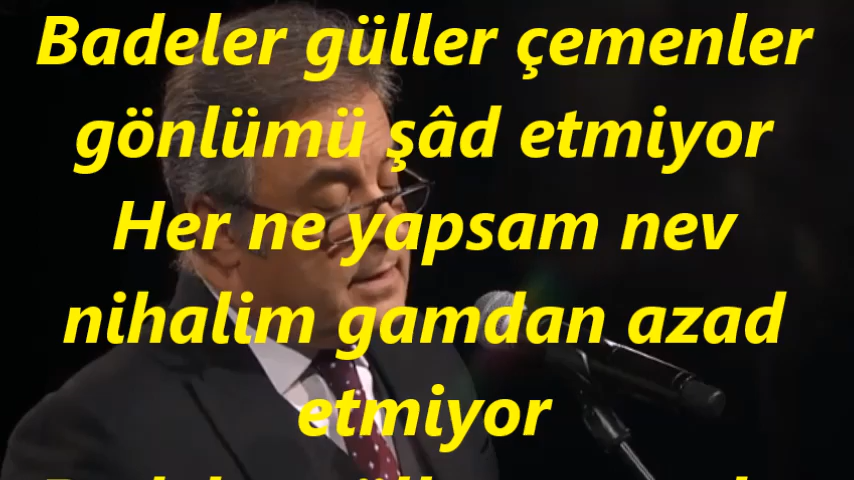 Badeler güller çemenler
gönlümü şâd etmiyor
Her ne yapsam nev
nihalim gamdan azad
etmiyor